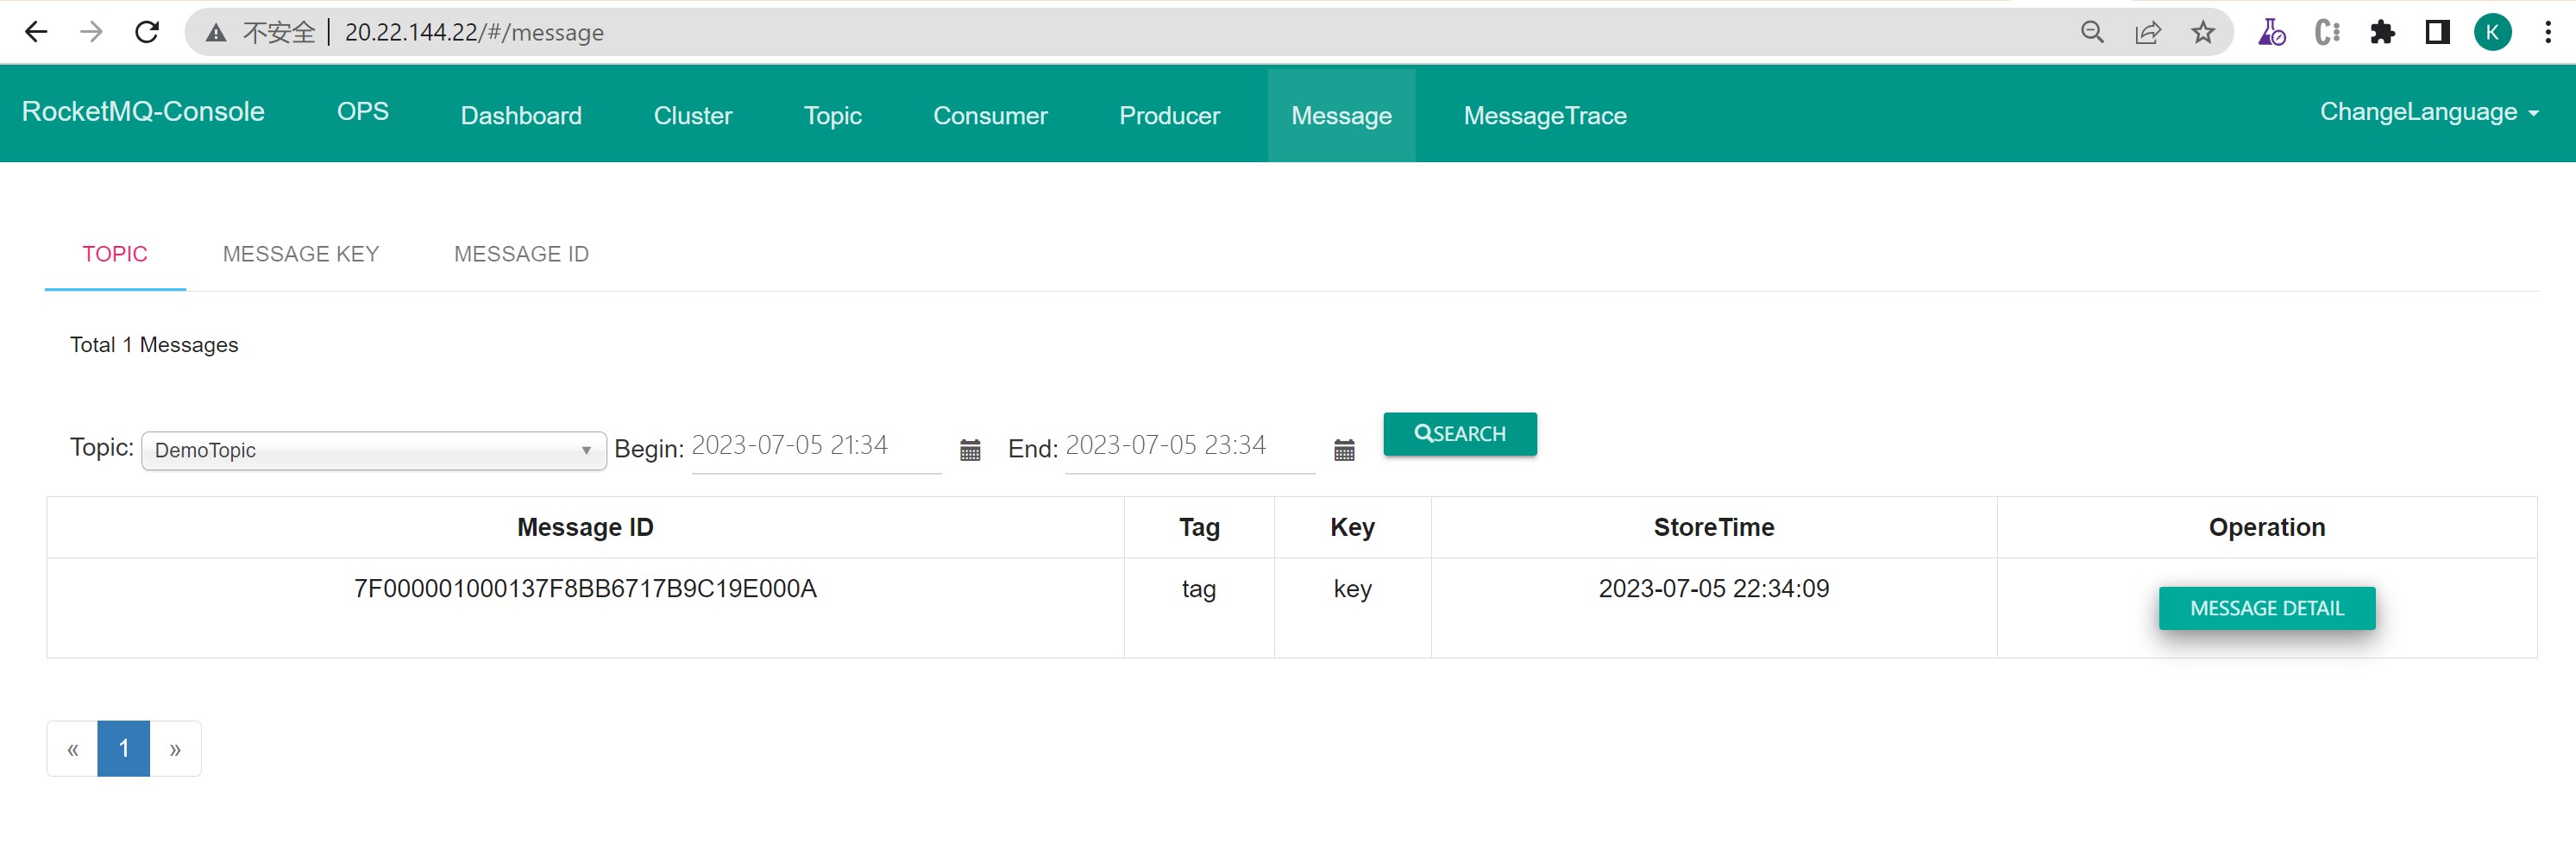 不安全 | 20.22.144.22/#/message
K
RocketMQ-Console OPS Dashboard Cluster Topic Consumer Producer Message MessageTrace ChangeLanguage
TOPIC MESSAGE KEY MESSAGE ID
Total 1 Messages
Topic: DemoTopic Begin: 2023-07-05 21:34 End: 2023-07-05 23:34 SEARCH
Message ID Tag Key StoreTime Operation
7F000001000137F8BB6717B9C19E000A tag key 2023-07-05 22:34:09 MESSAGE DETAIL
« 1 »